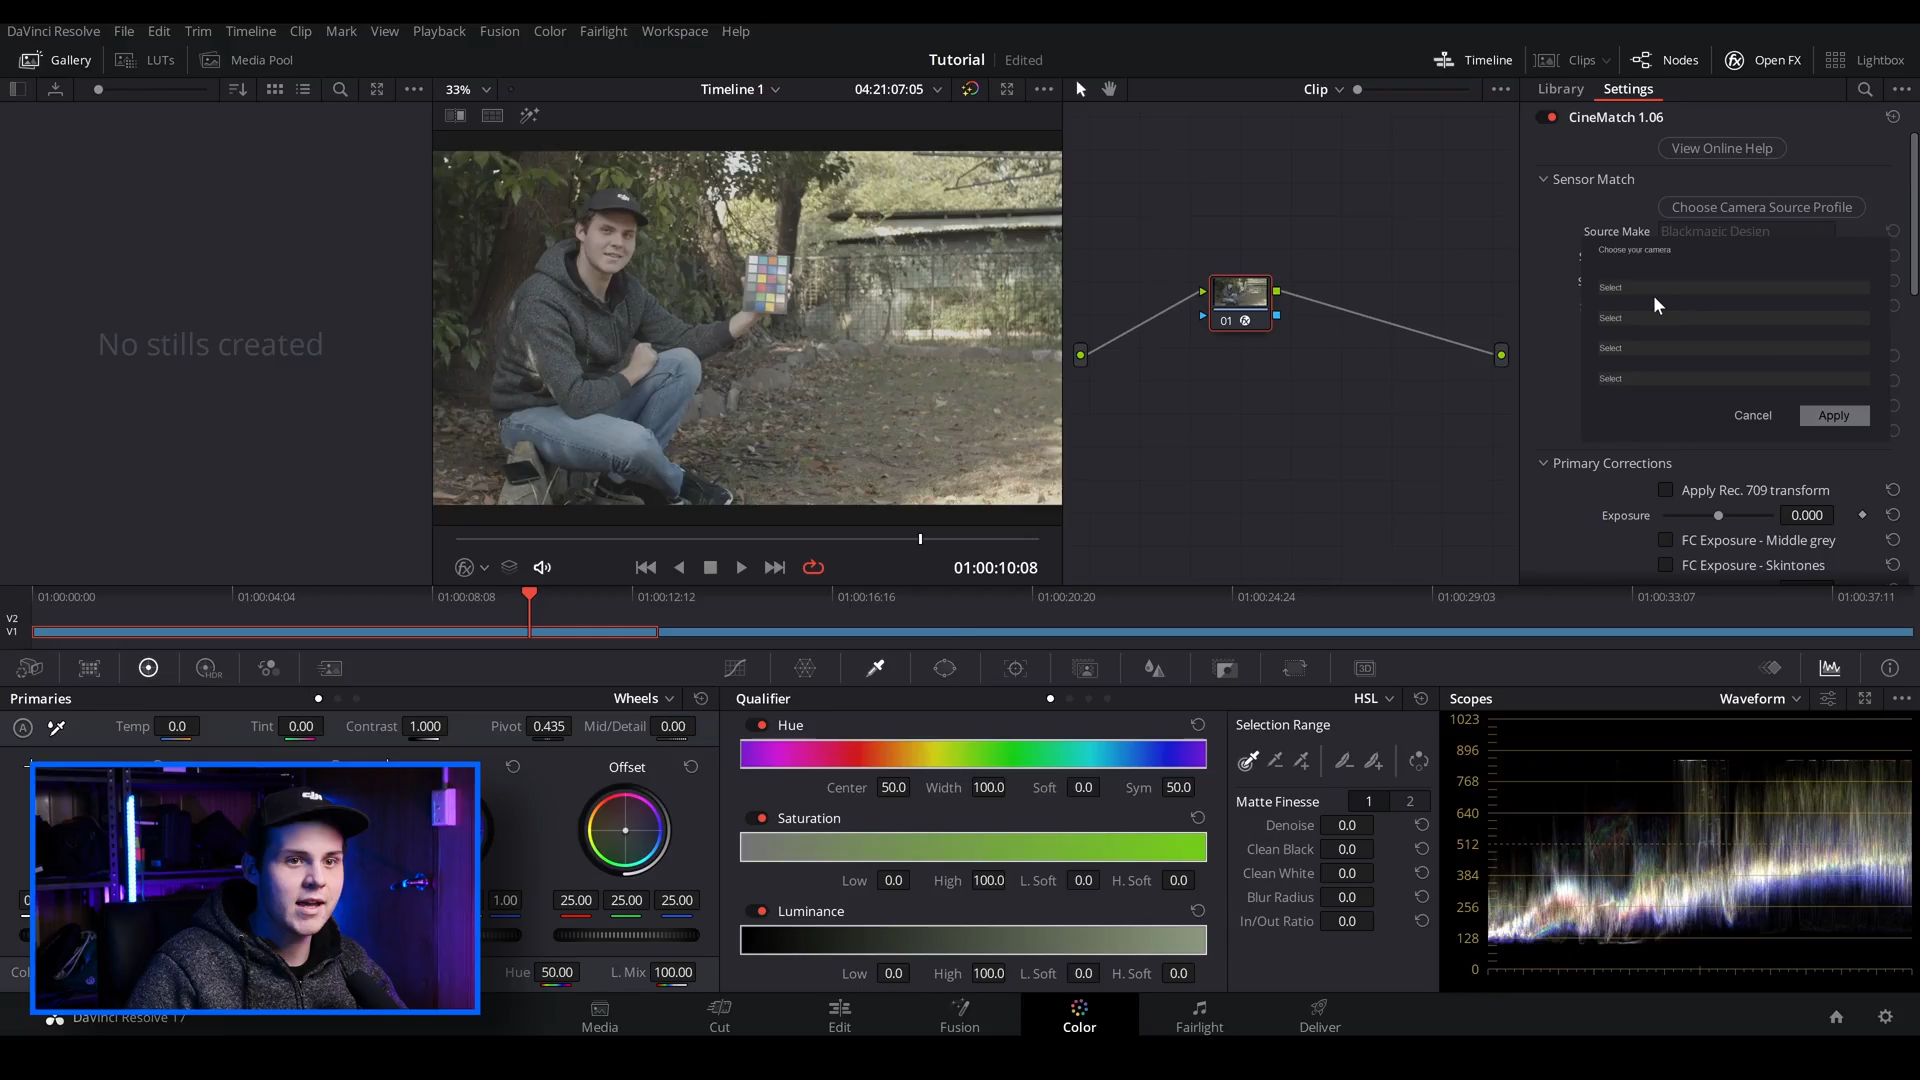 DaVinci Resolve File Edit Trim Timeline Clip Mark View Playback Fusion Color Fairlight Workspace Help
Gallery LUTs Media Pool Tutorial Edited Timeline Clips Nodes Open FX Lightbox
33% Timeline 1 04:21:07:05 Clip Library Settings
CineMatch 1.06
View Online Help
Sensor Match
Choose Camera Source Profile
Source Make Blackmagic Design
Choose your camera
Select
Select
Select
Select
Cancel Apply
No stills created
01
Primary Corrections
Apply Rec. 709 transform
Exposure 0.000
FC Exposure - Middle grey
FC Exposure - Skintones
01:00:10:08
01:00:00:00 01:00:04:04 01:00:08:08 01:00:12:12 01:00:16:16 01:00:20:20 01:00:24:24 01:00:29:03 01:00:33:07 01:00:37:11
V2
V1
HDR
3D
Primaries Wheels
A Temp 0.0 Tint 0.00 Contrast 1.000 Pivot 0.435 Mid/Detail 0.00
Offset
1.00 25.00 25.00 25.00
Hue 50.00 L. Mix 100.00
Qualifier HSL
Hue
Center 50.0 Width 100.0 Soft 0.0 Sym 50.0
Saturation
Low 0.0 High 100.0 L. Soft 0.0 H. Soft 0.0
Luminance
Low 0.0 High 100.0 L. Soft 0.0 H. Soft 0.0
Selection Range
Matte Finesse 1 2
Denoise 0.0
Clean Black 0.0
Clean White 0.0
Blur Radius 0.0
In/Out Ratio 0.0
Scopes Waveform
1023
896
768
640
512
384
256
128
0
DaVinci Resolve 17
Media Cut Edit Fusion Color Fairlight Deliver